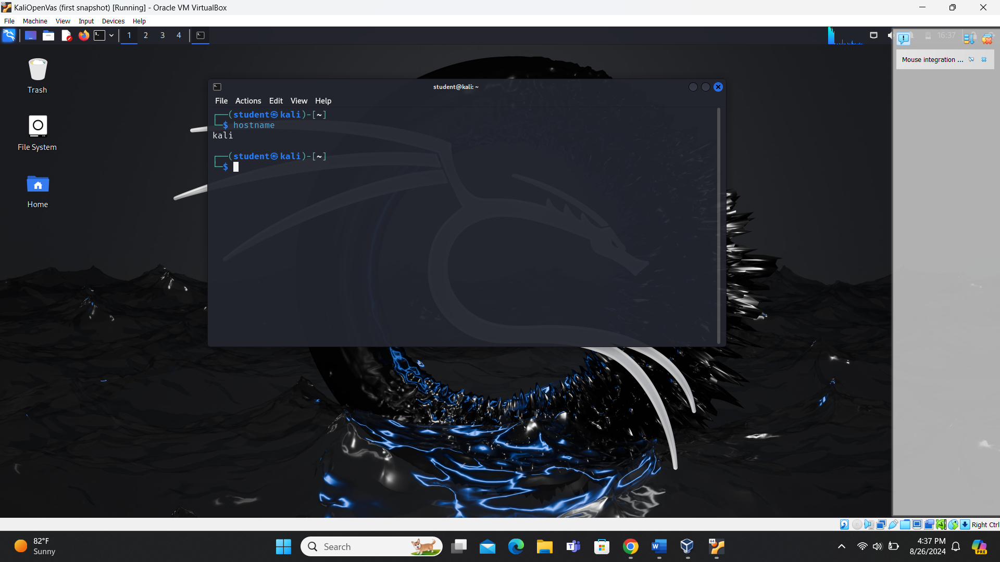 KaliOpenVas (first snapshot) [Running] - Oracle VM VirtualBox
File Machine View Input Devices Help
1 2 3 4
16:37
Mouse integration ...
Trash
File System
Home
student@kali: ~
File Actions Edit View Help
┌──(student㉿kali)-[~]
└─$ hostname
kali
┌──(student㉿kali)-[~]
└─$
Right Ctrl
82°F
Sunny
Search
4:37 PM
8/26/2024
PRE
64